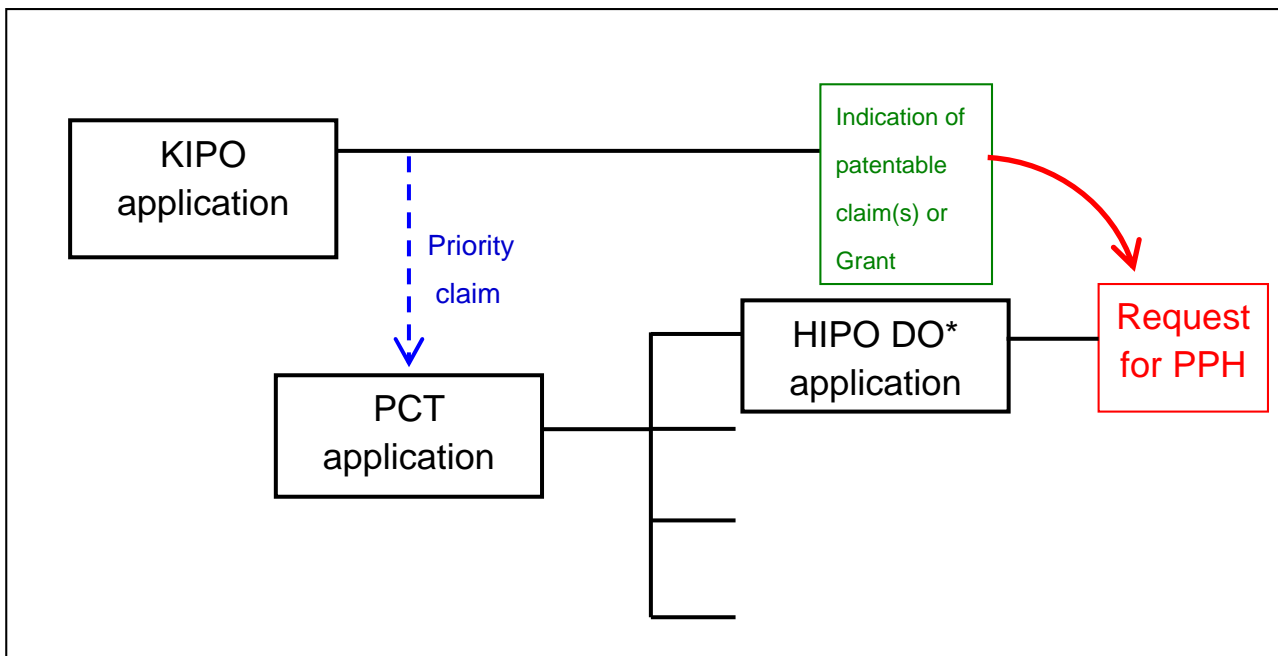 KIPO
application
Indication of
patentable
claim(s) or
Grant
Priority
claim
HIPO DO*
application
Request
for PPH
PCT
application